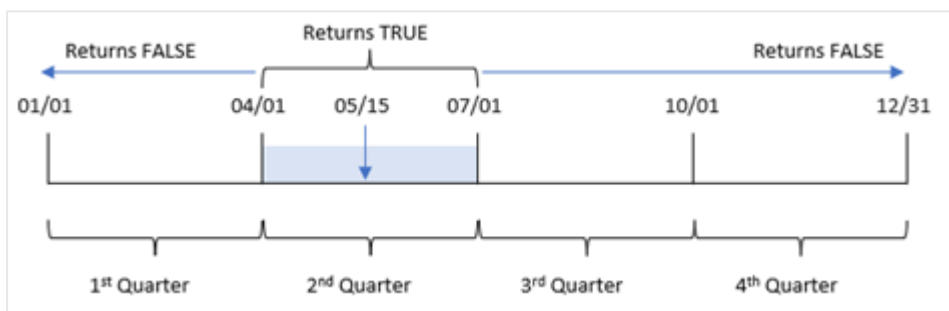 Returns TRUE
Returns FALSE Returns FALSE
01/01 04/01 05/15 07/01 10/01 12/31
1st Quarter 2nd Quarter 3rd Quarter 4th Quarter